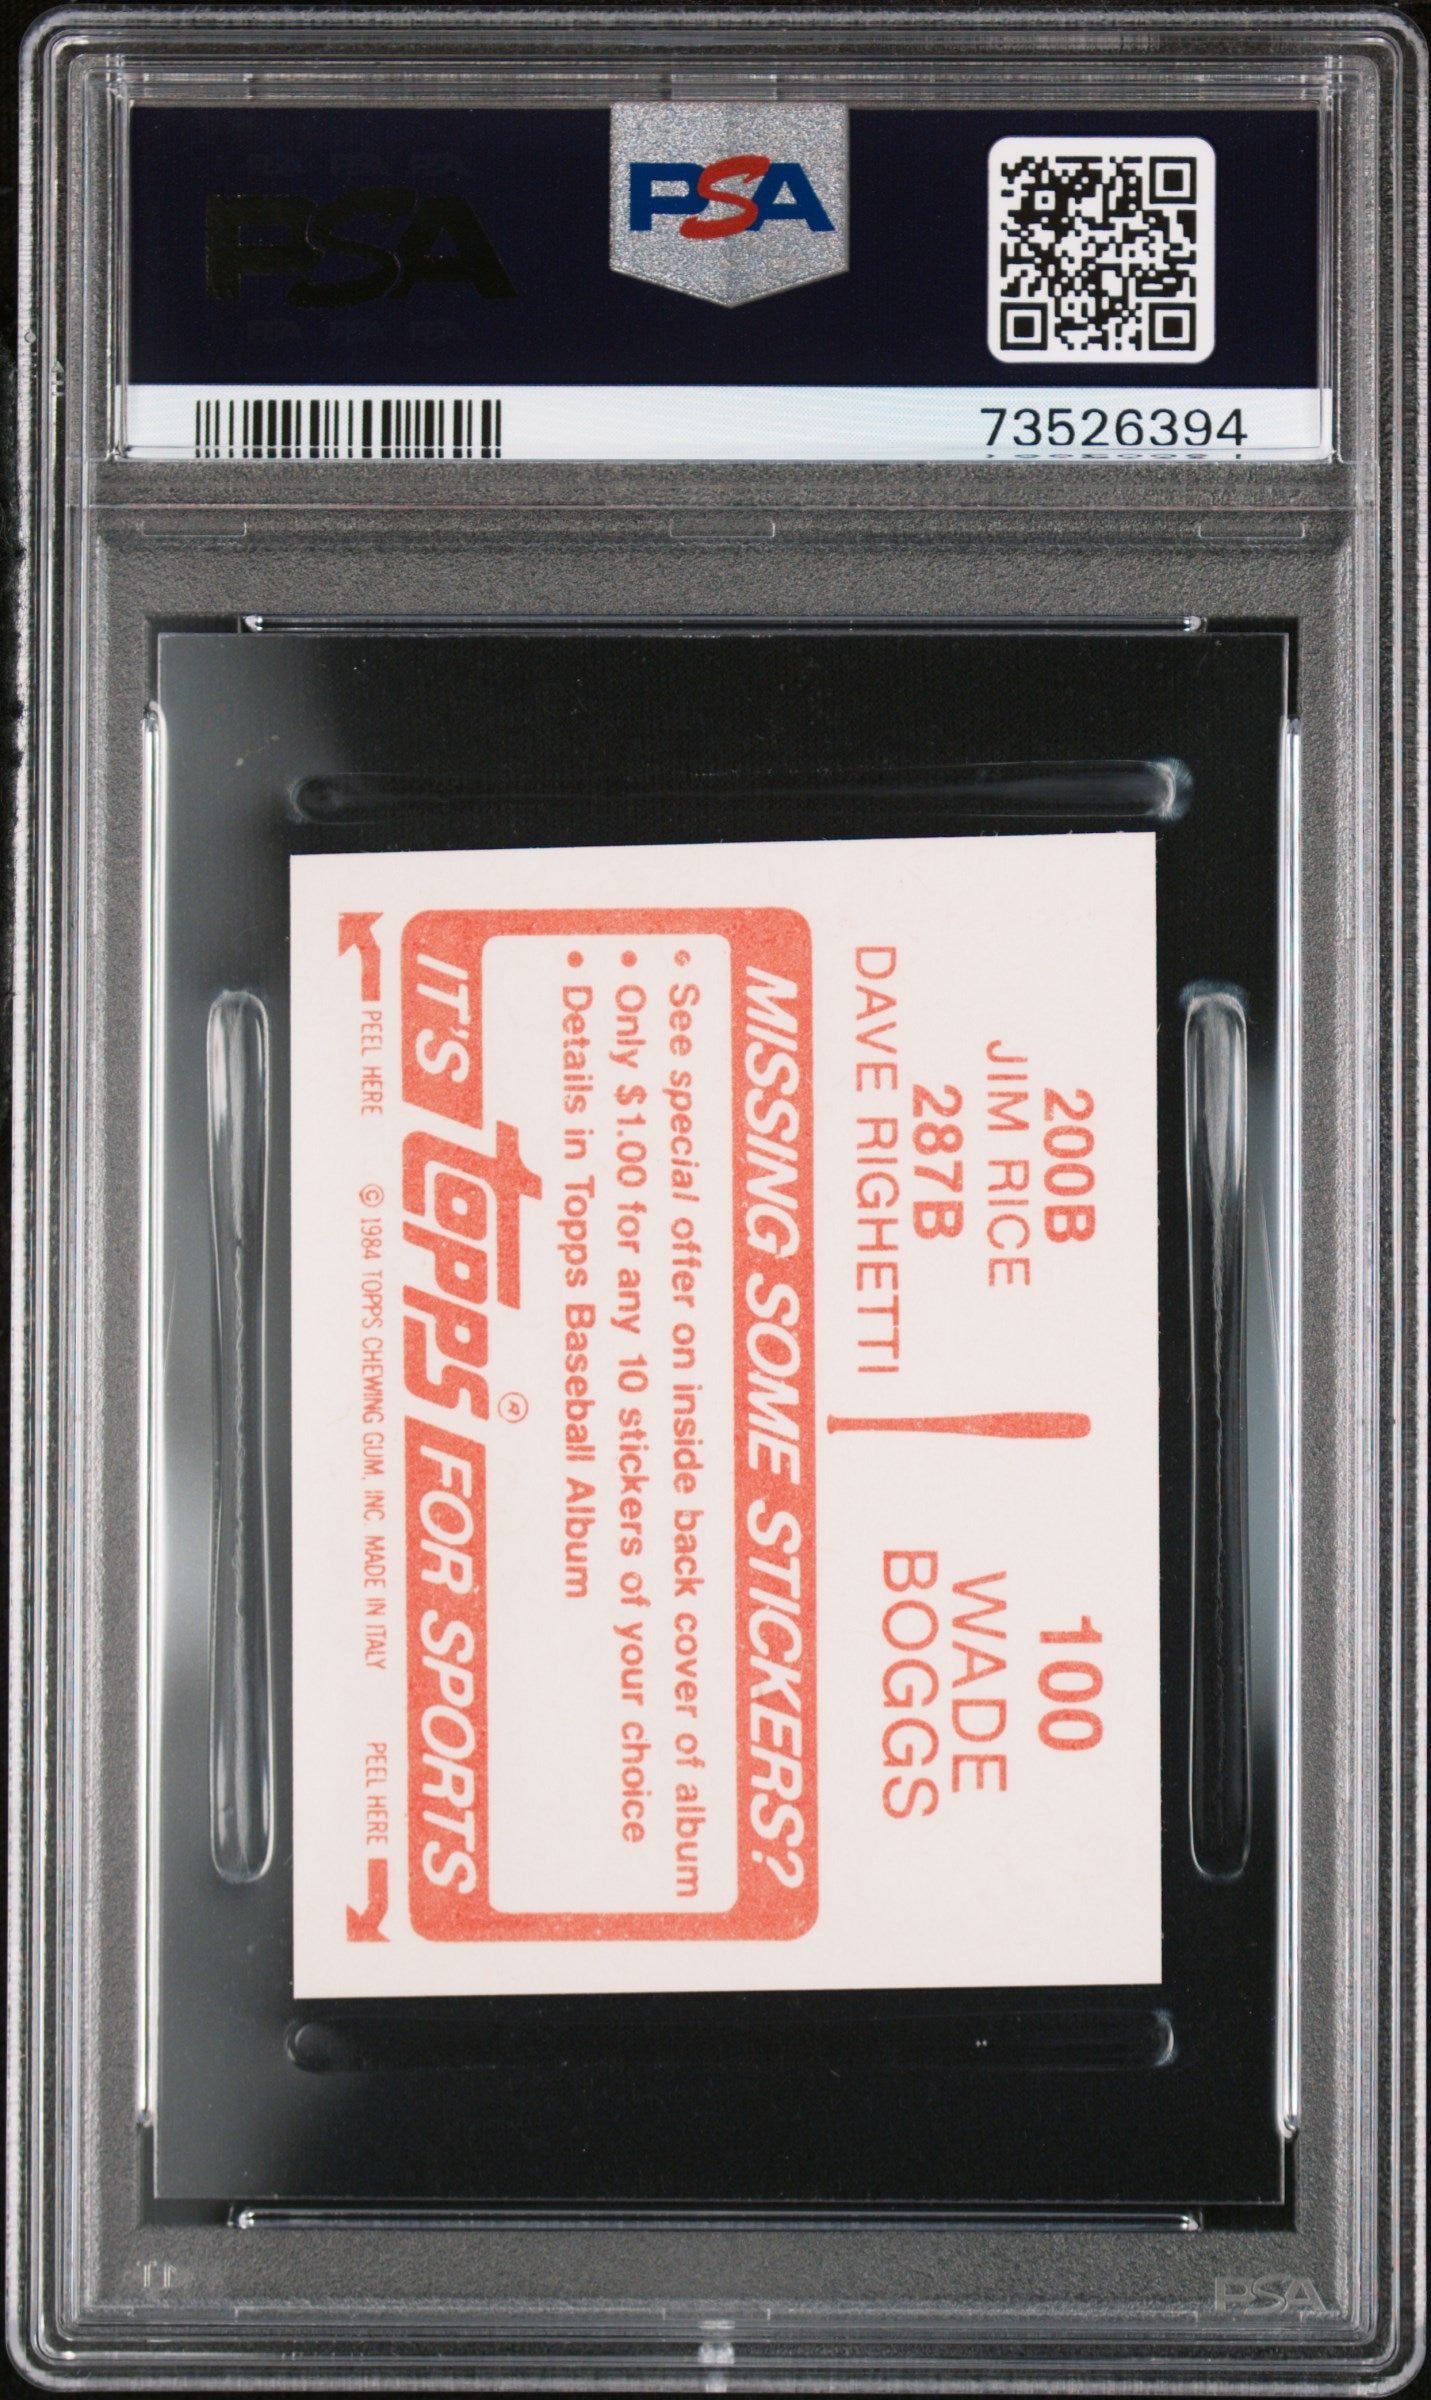 PSA
PSA
73526394
200B
JIM RICE
287B
DAVE RIGHETTI
100
WADE
BOGGS
MISSING SOME STICKERS?
• See special offer on inside back cover of album
• Only $1.00 for any 10 stickers of your choice
• Details in Topps Baseball Album
IT'S TOPPS® FOR SPORTS
PEEL HERE © 1984 TOPPS CHEWING GUM, INC. MADE IN ITALY PEEL HERE
PSA